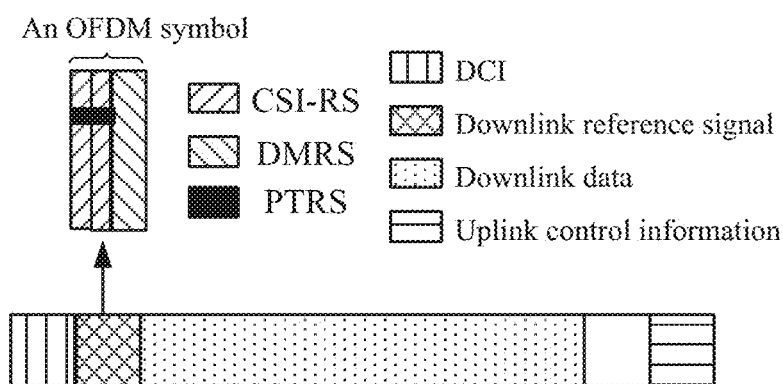 An OFDM symbol
CSI-RS
DMRS
PTRS
DCI
Downlink reference signal
Downlink data
Uplink control information